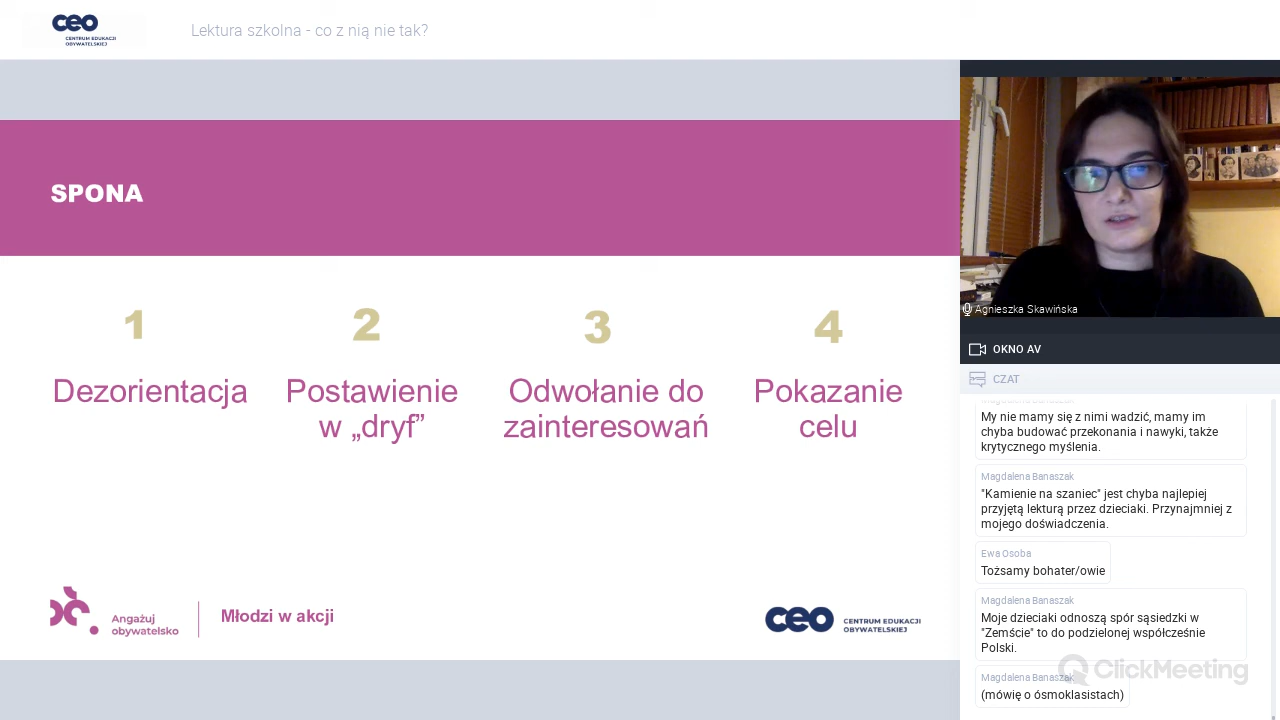 ceo
CENTRUM EDUKACJI
OBYWATELSKIEJ
Lektura szkolna - co z nią nie tak?
SPONA
1
Dezorientacja
2
Postawienie
w „dryf”
3
Odwołanie do
zainteresowań
4
Pokazanie
celu
Angażuj
obywatelsko
Młodzi w akcji
ceo
CENTRUM EDUKACJI
OBYWATELSKIEJ
Agnieszka Skawińska
OKNO AV
CZAT
Magdalena Banaszak
My nie mamy się z nimi wadzić, mamy im
chyba budować przekonania i nawyki, także
krytycznego myślenia.
Magdalena Banaszak
"Kamienie na szaniec" jest chyba najlepiej
przyjętą lekturą przez dzieciaki. Przynajmniej z
mojego doświadczenia.
Ewa Osoba
Tożsamy bohater/owie
Magdalena Banaszak
Moje dzieciaki odnoszą spór sąsiedzki w
"Zemście" to do podzielonej współcześnie
Polski.
Magdalena Banaszak
(mówię o ósmoklasistach)
ClickMeeting